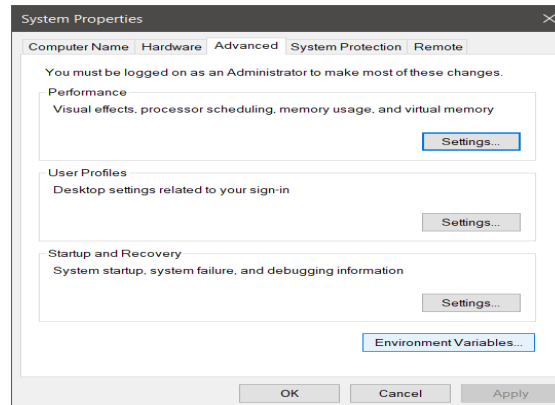 System Properties
Computer Name Hardware Advanced System Protection Remote
You must be logged on as an Administrator to make most of these changes.
Performance
Visual effects, processor scheduling, memory usage, and virtual memory
Settings...
User Profiles
Desktop settings related to your sign-in
Settings...
Startup and Recovery
System startup, system failure, and debugging information
Settings...
Environment Variables...
OK Cancel Apply